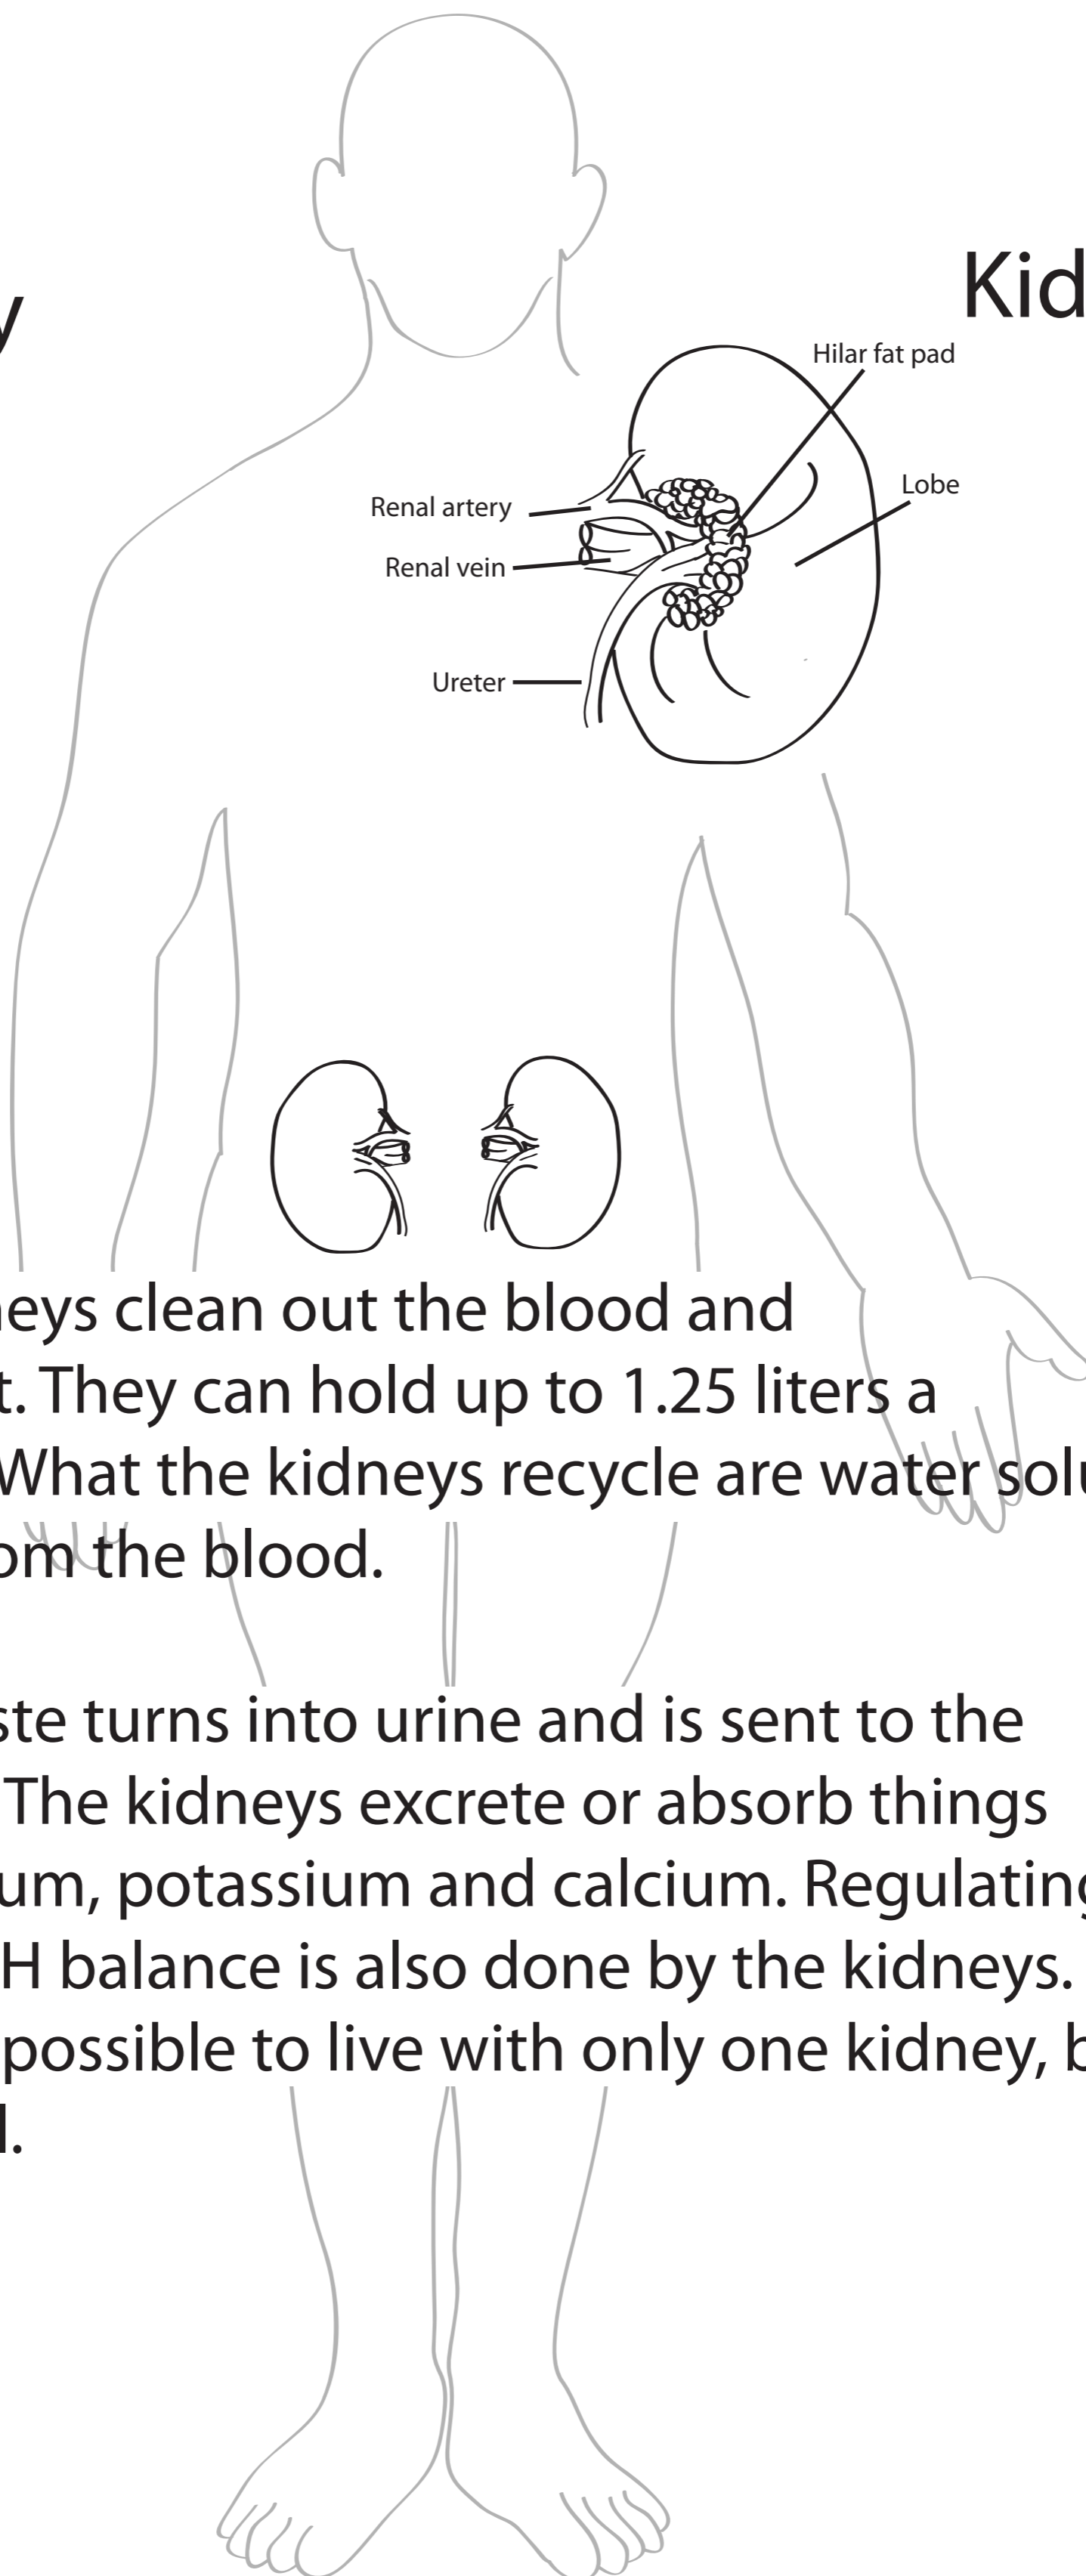 y
Kid
Hilar fat pad
Lobe
Renal artery
Renal vein
Ureter
neys clean out the blood and
t. They can hold up to 1.25 liters a
What the kidneys recycle are water solu
om the blood.
ste turns into urine and is sent to the
The kidneys excrete or absorb things
um, potassium and calcium. Regulating
H balance is also done by the kidneys.
possible to live with only one kidney, b
d.